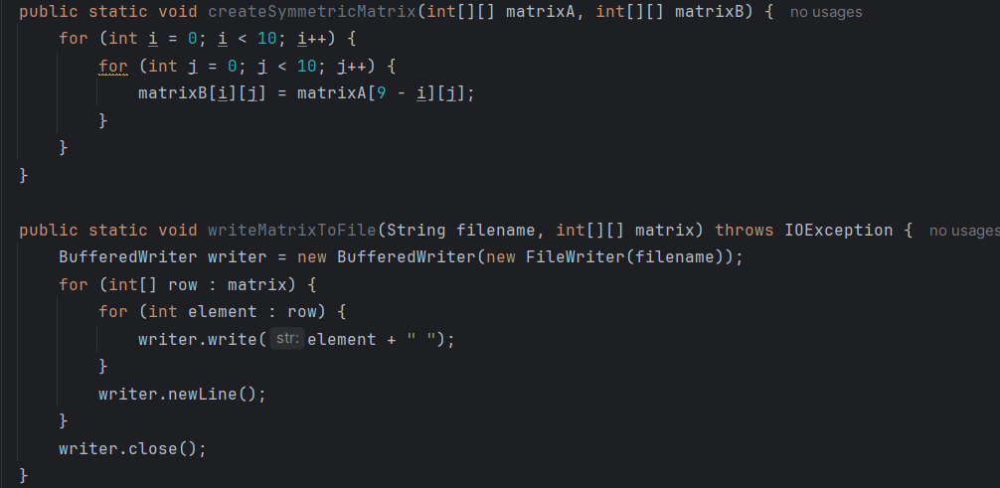 public static void createSymmetricMatrix(int[][] matrixA, int[][] matrixB) { no usages
    for (int i = 0; i < 10; i++) {
        for (int j = 0; j < 10; j++) {
            matrixB[i][j] = matrixA[9 - i][j];
        }
    }
}
public static void writeMatrixToFile(String filename, int[][] matrix) throws IOException { no usages
    BufferedWriter writer = new BufferedWriter(new FileWriter(filename));
    for (int[] row : matrix) {
        for (int element : row) {
            writer.write( str: element + " ");
        }
        writer.newLine();
    }
    writer.close();
}